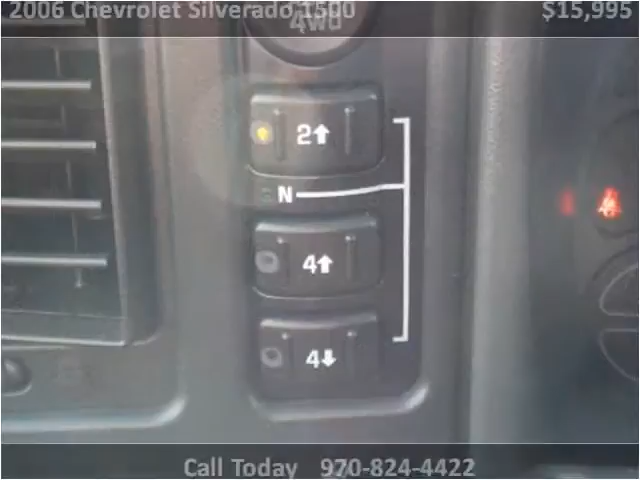 2006 Chevrolet Silverado 1500 $15,995
4wd
2⬆
N
4⬆
4⬇
Call Today 970-824-4422